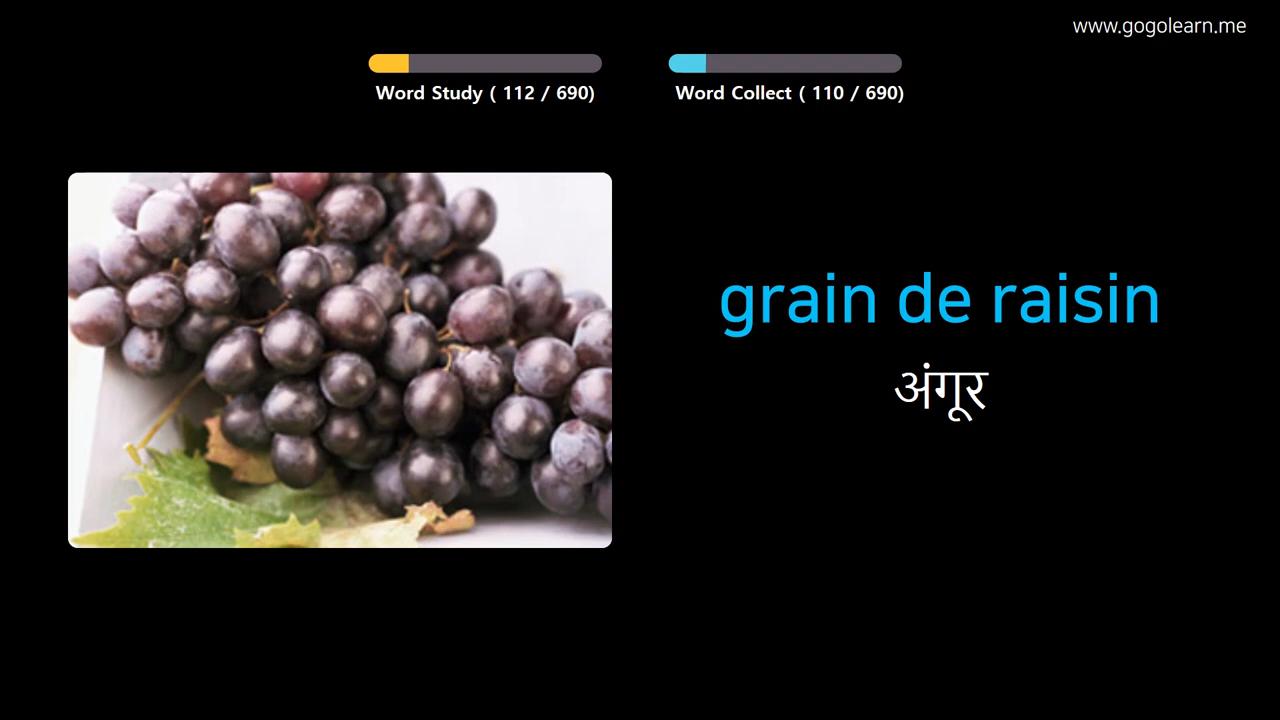 www.gogolearn.me
Word Study ( 112 / 690)
Word Collect ( 110 / 690)
grain de raisin
अंगूर